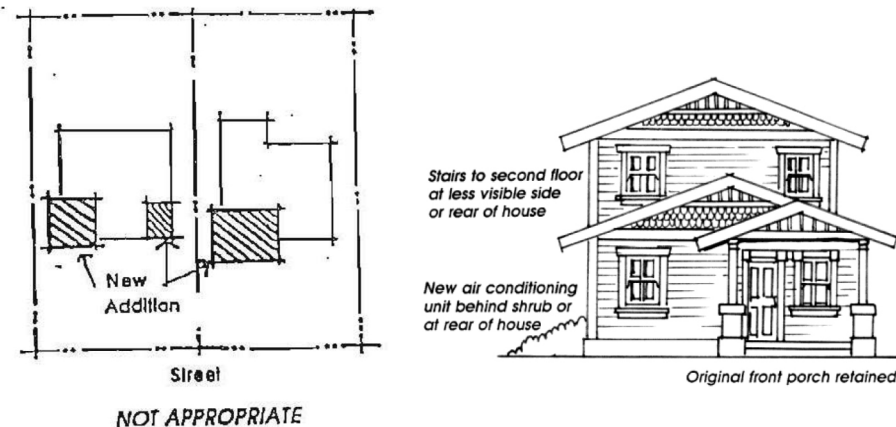 New
Addition
Street
NOT APPROPRIATE
Stairs to second floor
at less visible side
or rear of house
New air conditioning
unit behind shrub or
at rear of house
Original front porch retained